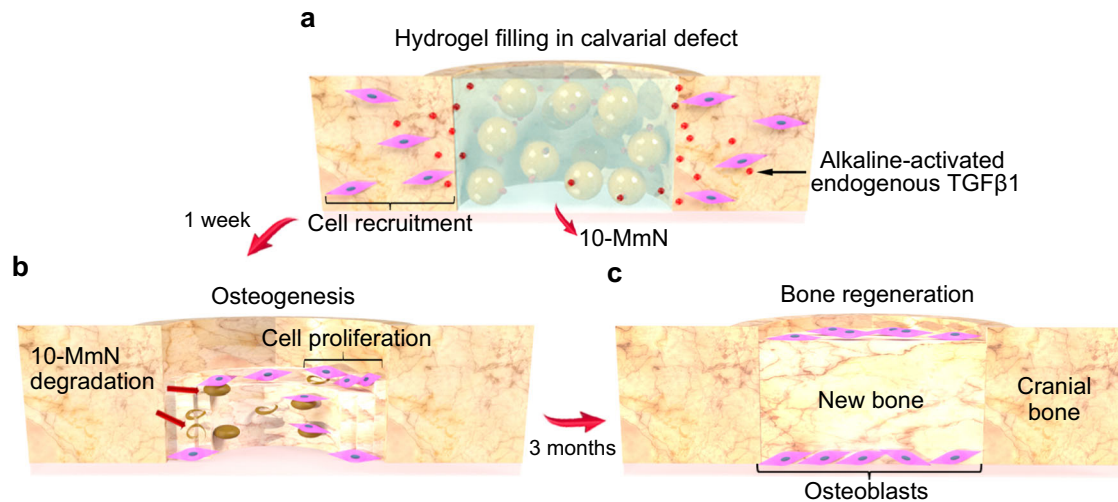 a
Hydrogel filling in calvarial defect
Alkaline-activated
endogenous TGFβ1
Cell recruitment
10-MmN
1 week
b
Osteogenesis
Cell proliferation
10-MmN
degradation
3 months
c
Bone regeneration
New bone
Cranial
bone
Osteoblasts